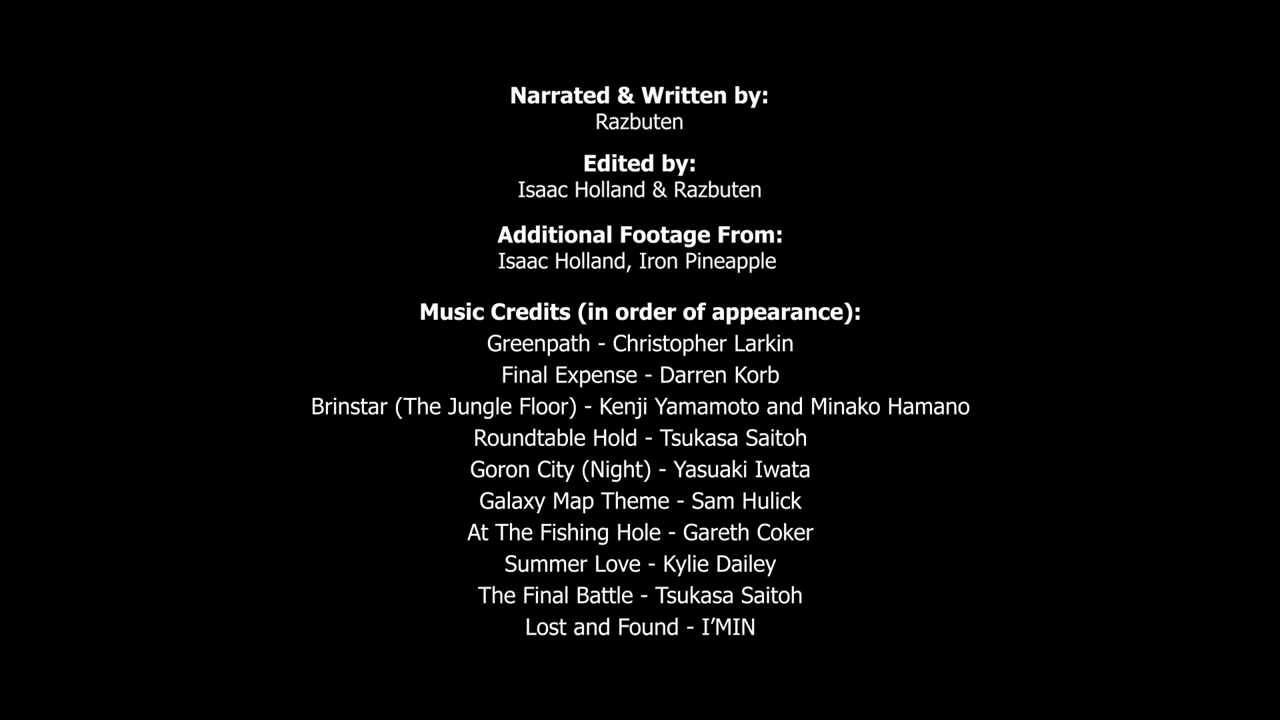 Narrated & Written by:
Razbuten
Edited by:
Isaac Holland & Razbuten
Additional Footage From:
Isaac Holland, Iron Pineapple
Music Credits (in order of appearance):
Greenpath - Christopher Larkin
Final Expense - Darren Korb
Brinstar (The Jungle Floor) - Kenji Yamamoto and Minako Hamano
Roundtable Hold - Tsukasa Saitoh
Goron City (Night) - Yasuaki Iwata
Galaxy Map Theme - Sam Hulick
At The Fishing Hole - Gareth Coker
Summer Love - Kylie Dailey
The Final Battle - Tsukasa Saitoh
Lost and Found - I’MIN